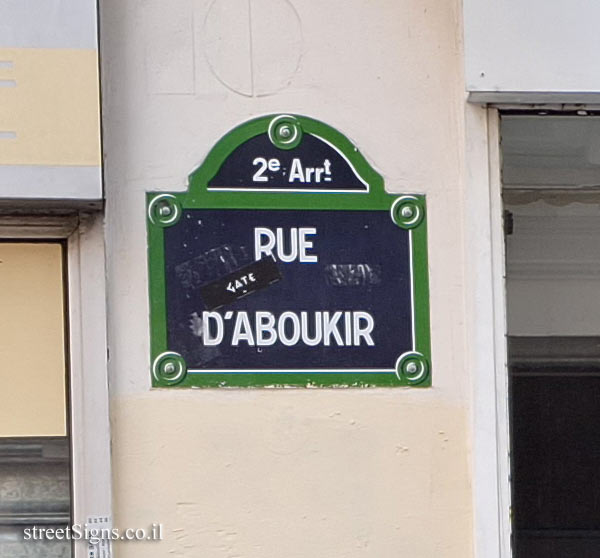 2e Arrt
RUE
GATE
D'ABOUKIR
streetSigns.co.il